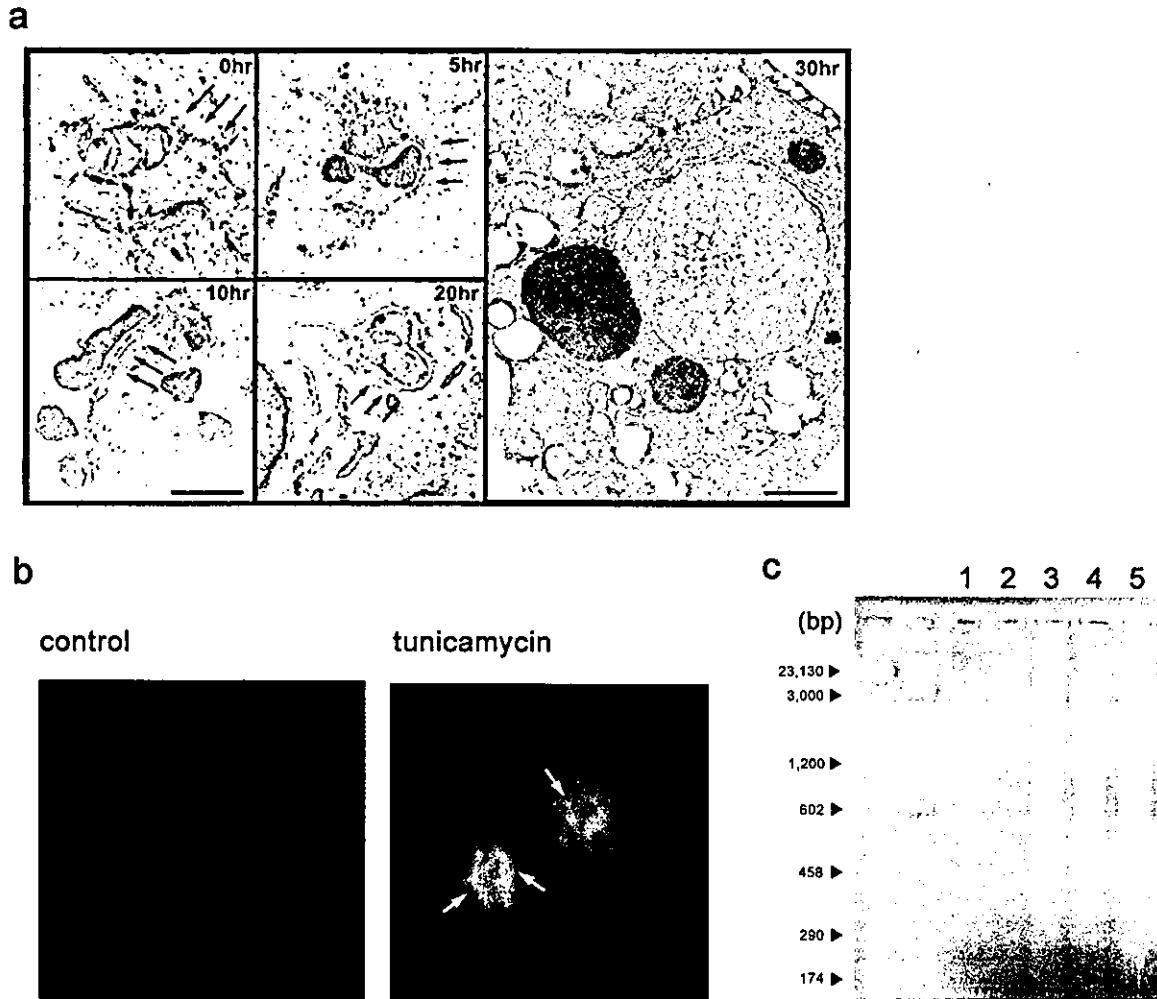 a
0hr 5hr 30hr
10hr 20hr
b
control tunicamycin
c
1 2 3 4 5
(bp)
23,130
3,000
1,200
602
458
290
174